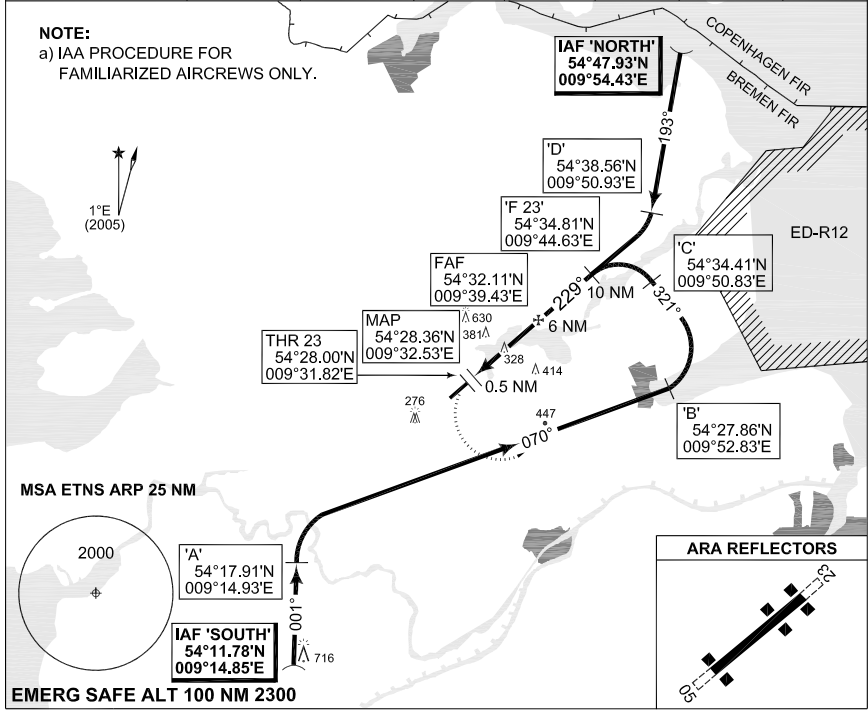 NOTE:
a) IAA PROCEDURE FOR
FAMILIARIZED AIRCREWS ONLY.
IAF 'NORTH'
54°47.93'N
009°54.43'E
COPENHAGEN FIR
BREMEN FIR
193°
1°E
(2005)
'D'
54°38.56'N
009°50.93'E
'F 23'
54°34.81'N
009°44.63'E
ED-R12
'C'
54°34.41'N
009°50.83'E
FAF
54°32.11'N
009°39.43'E
229°
10 NM
321°
630
6 NM
MAP
54°28.36'N
009°32.53'E
381
THR 23
54°28.00'N
009°31.82'E
328
414
0.5 NM
276
447
070°
'B'
54°27.86'N
009°52.83'E
MSA ETNS ARP 25 NM
2000
'A'
54°17.91'N
009°14.93'E
001°
IAF 'SOUTH'
54°11.78'N
009°14.85'E
716
EMERG SAFE ALT 100 NM 2300
ARA REFLECTORS
23
05